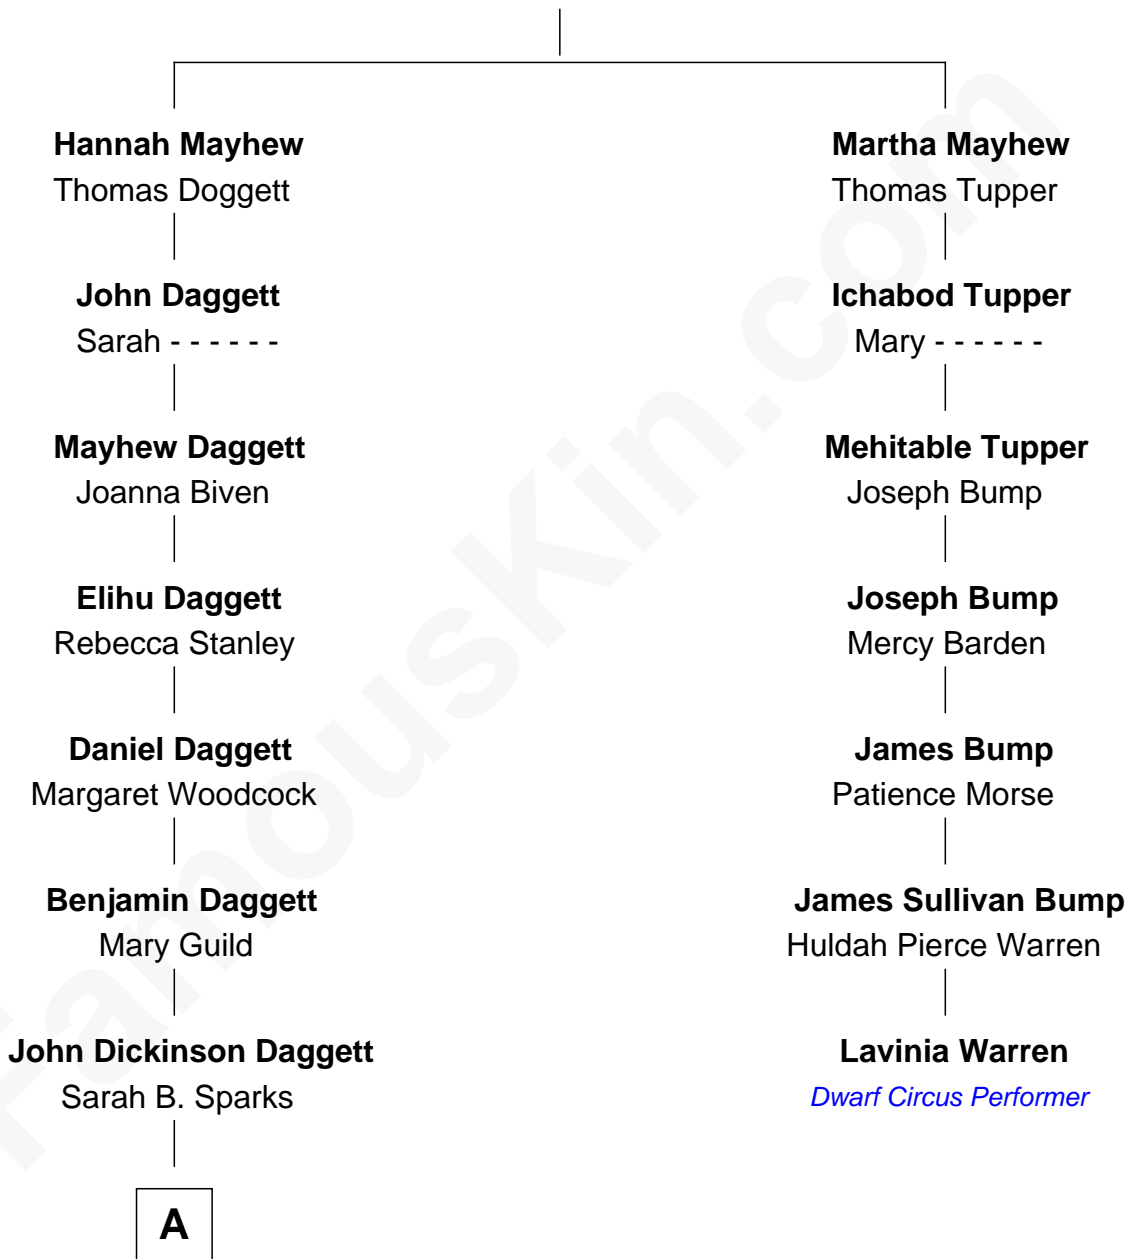 Hannah Mayhew
Thomas Doggett
John Daggett
Sarah - - - - - -
Mayhew Daggett
Joanna Biven
Elihu Daggett
Rebecca Stanley
Daniel Daggett
Margaret Woodcock
Benjamin Daggett
Mary Guild
John Dickinson Daggett
Sarah B. Sparks
A
Martha Mayhew
Thomas Tupper
Ichabod Tupper
Mary - - - - - -
Mehitable Tupper
Joseph Bump
Joseph Bump
Mercy Barden
James Bump
Patience Morse
James Sullivan Bump
Huldah Pierce Warren
Lavinia Warren
Dwarf Circus Performer
FamousKin.com